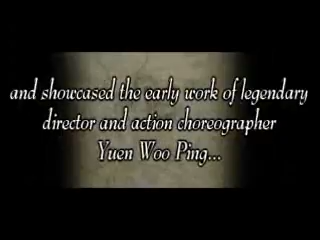 and showcased the early work of legendary
director and action choreographer
Yuen Woo Ping...